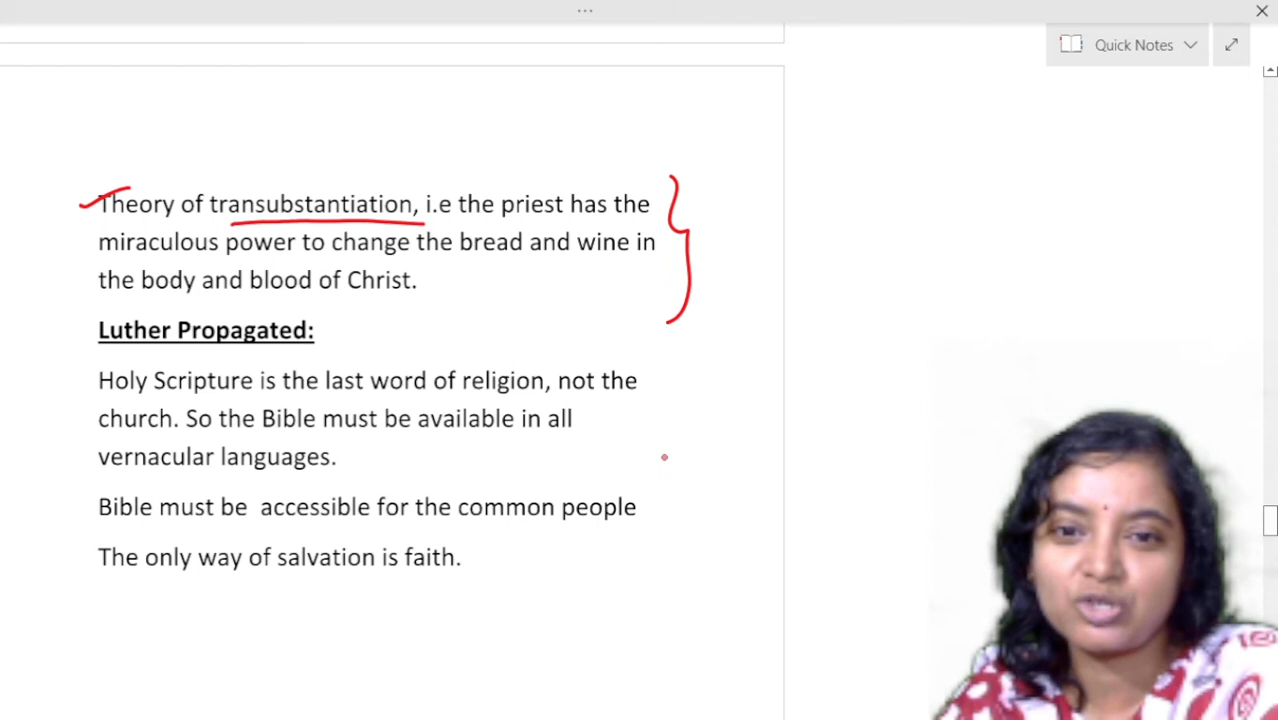 Quick Notes
Theory of transubstantiation, i.e the priest has the
miraculous power to change the bread and wine in
the body and blood of Christ.
Luther Propagated:
Holy Scripture is the last word of religion, not the
church. So the Bible must be available in all
vernacular languages.
Bible must be  accessible for the common people
The only way of salvation is faith.